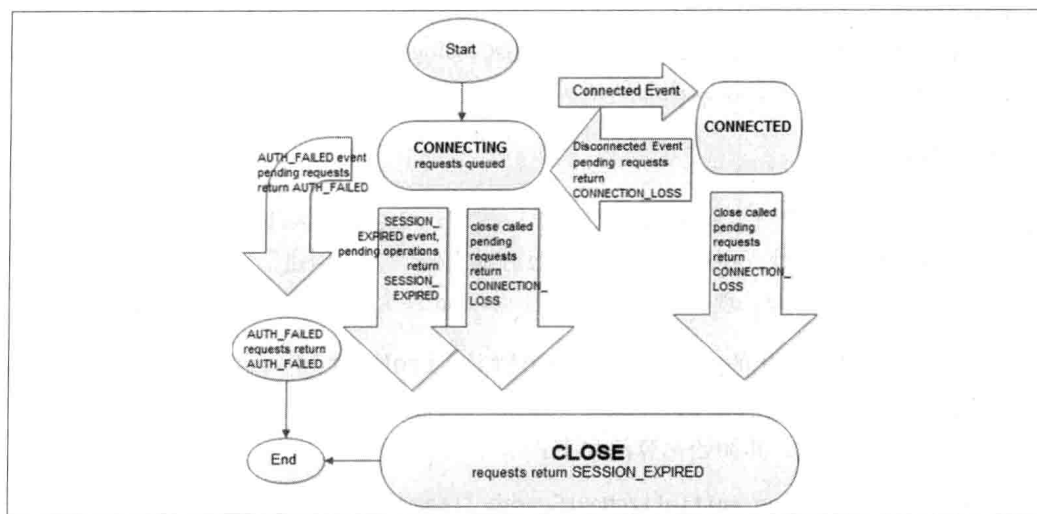 Start
Connected Event
CONNECTED
CONNECTING
requests queued
Disconnected Event
pending requests
return
CONNECTION_LOSS
AUTH_FAILED event
pending requests
return AUTH_FAILED
SESSION_
EXPIRED event,
pending operations
return
SESSION_
EXPIRED
close called
pending
requests
return
CONNECTION_
LOSS
close called
pending
requests
return
CONNECTION_
LOSS
AUTH_FAILED
requests return
AUTH_FAILED
End
CLOSE
requests return SESSION_EXPIRED